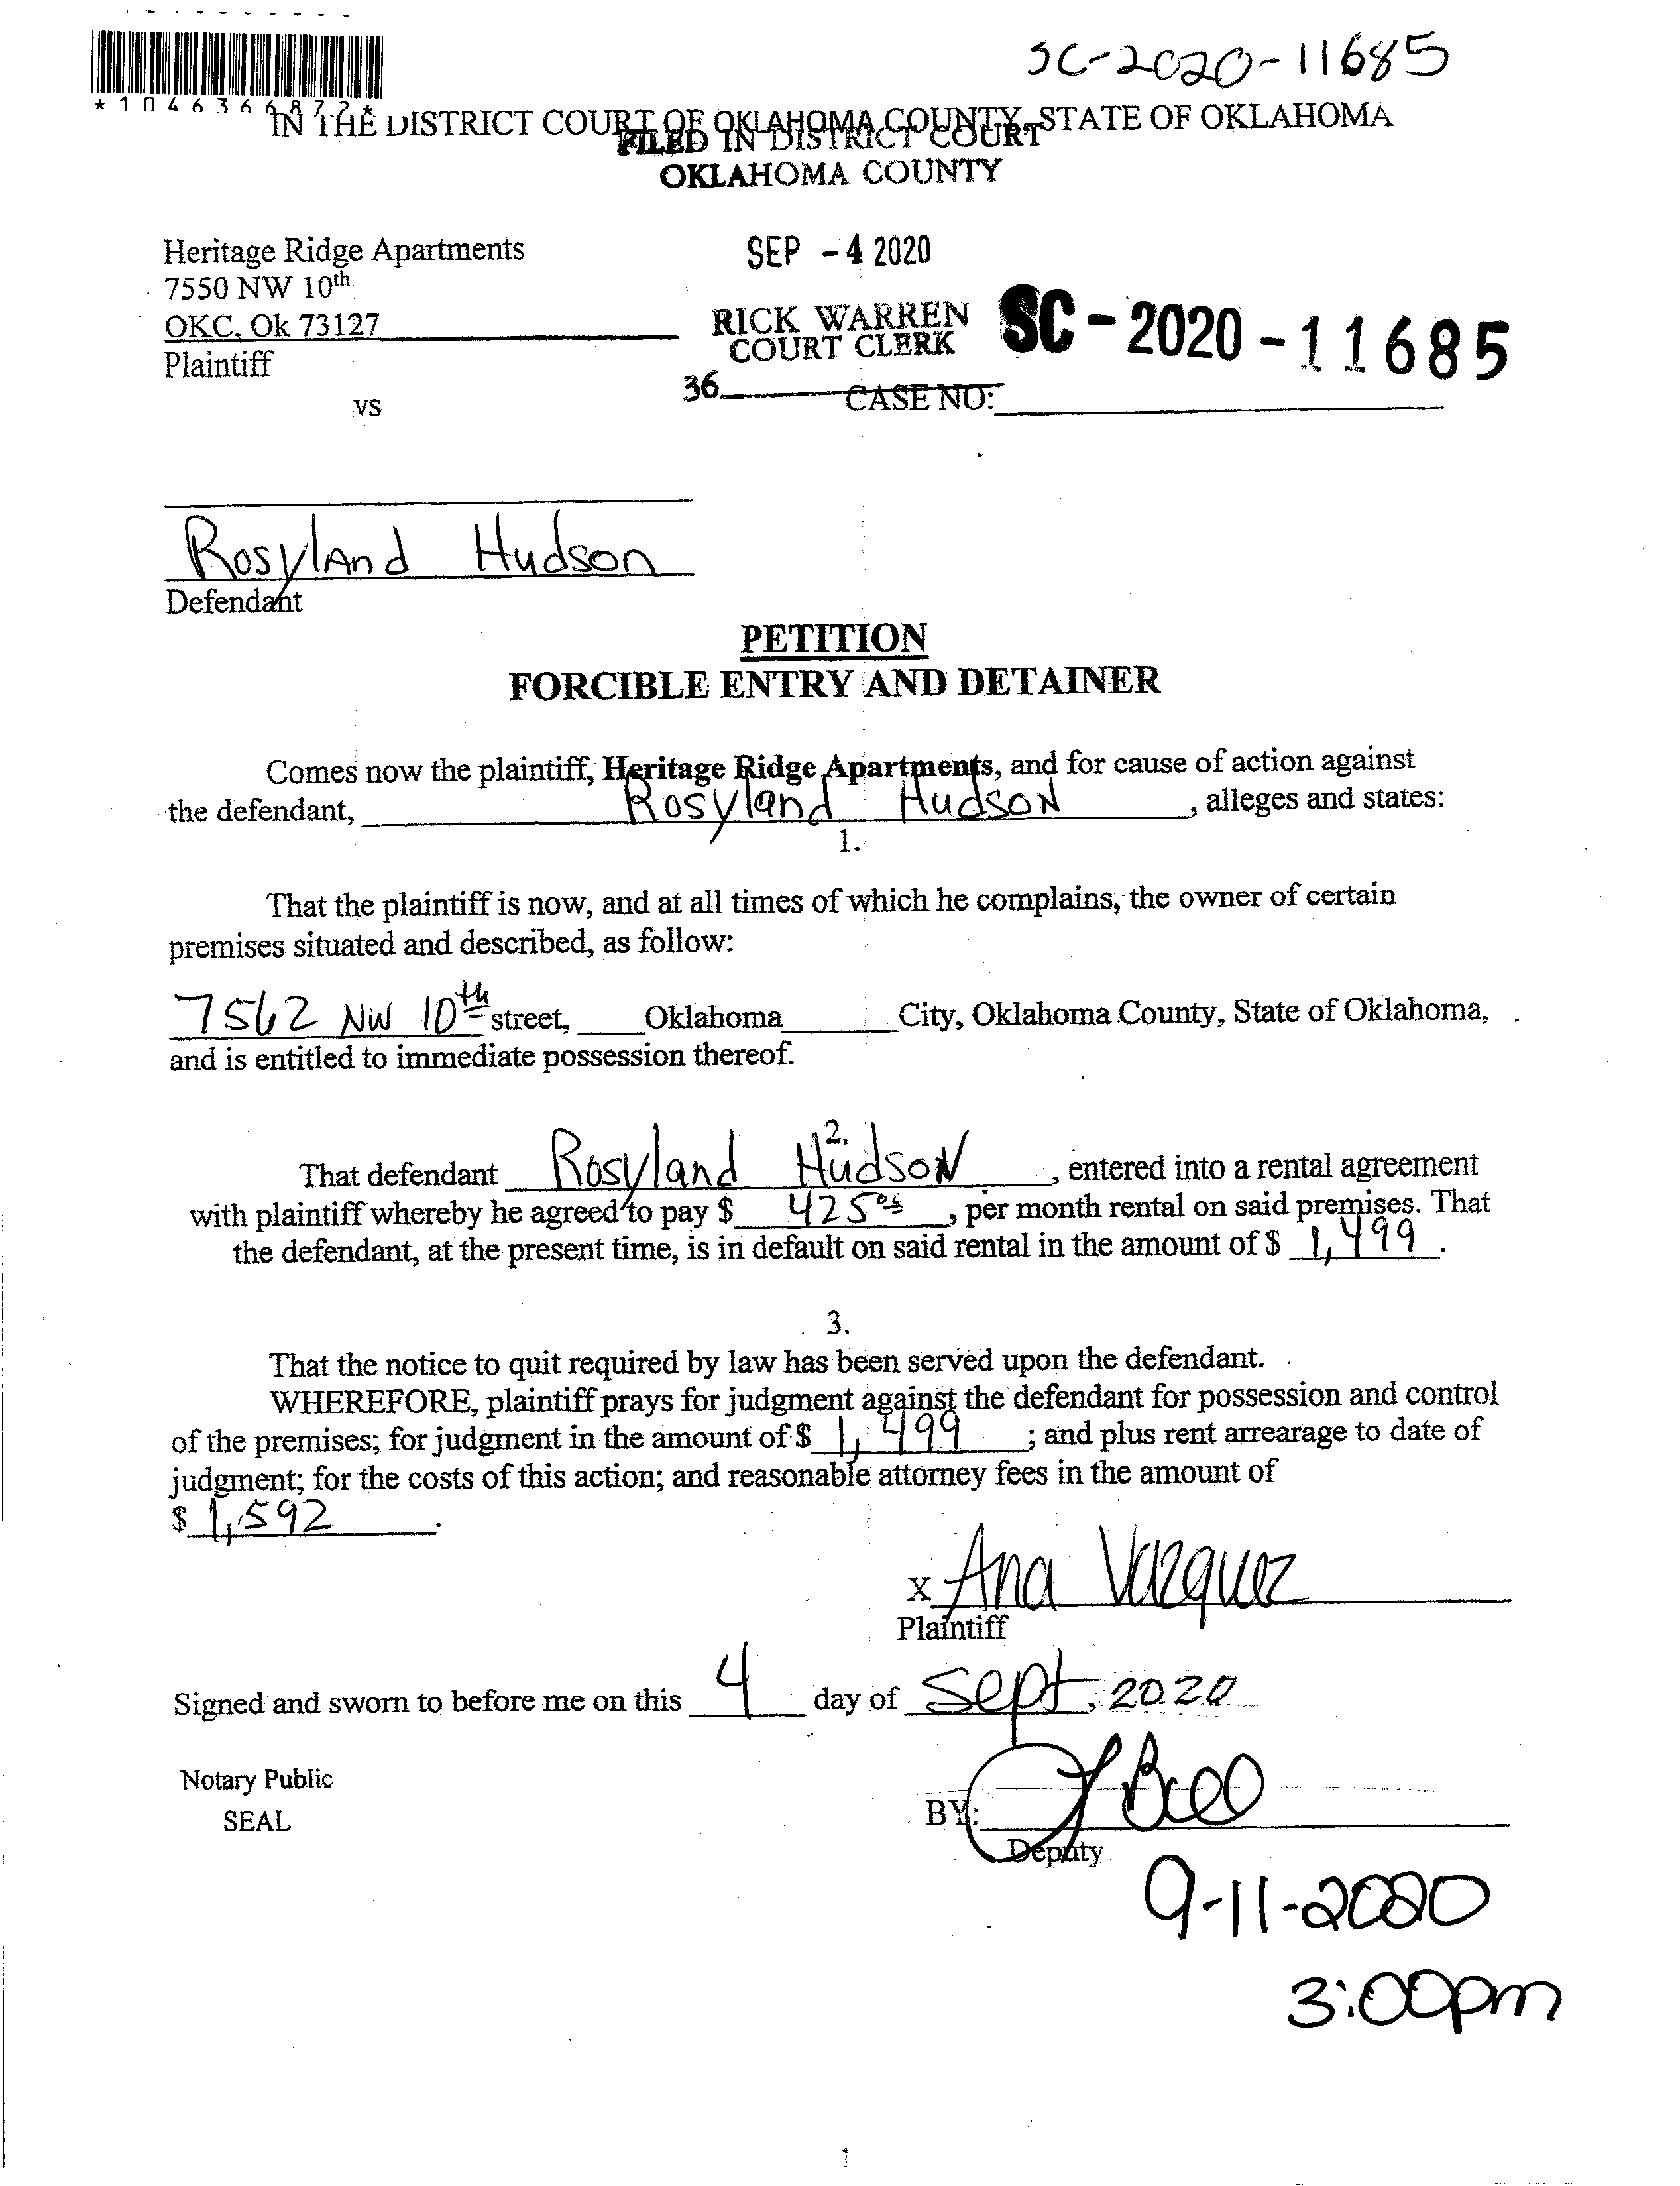 SC-2020-11685
*1046366872*
IN THE DISTRICT COURT OF OKLAHOMA COUNTY, STATE OF OKLAHOMA
FILED IN DISTRICT COURT
OKLAHOMA COUNTY
Heritage Ridge Apartments
SEP -4 2020
7550 NW 10th
OKC. Ok 73127
RICK WARREN
COURT CLERK
SC-2020-11685
Plaintiff
36
CASE NO:
vs
Rosyland Hudson
Defendant
PETITION
FORCIBLE ENTRY AND DETAINER
Comes now the plaintiff, Heritage Ridge Apartments, and for cause of action against
the defendant, Rosyland Hudson, alleges and states:
1.
That the plaintiff is now, and at all times of which he complains, the owner of certain
premises situated and described, as follow:
7562 NW 10th street, Oklahoma City, Oklahoma County, State of Oklahoma,
and is entitled to immediate possession thereof.
2.
That defendant Rosyland Hudson, entered into a rental agreement
with plaintiff whereby he agreed to pay $ 425.00, per month rental on said premises. That
the defendant, at the present time, is in default on said rental in the amount of $ 1,499.
3.
That the notice to quit required by law has been served upon the defendant.
WHEREFORE, plaintiff prays for judgment against the defendant for possession and control
of the premises; for judgment in the amount of $ 1,499; and plus rent arrearage to date of
judgment; for the costs of this action; and reasonable attorney fees in the amount of
$ 1,592.
X Ana Vazquez
Plaintiff
Signed and sworn to before me on this 4 day of Sept, 2020
Notary Public
SEAL
BY:
Deputy
9-11-2020
3:00pm
1